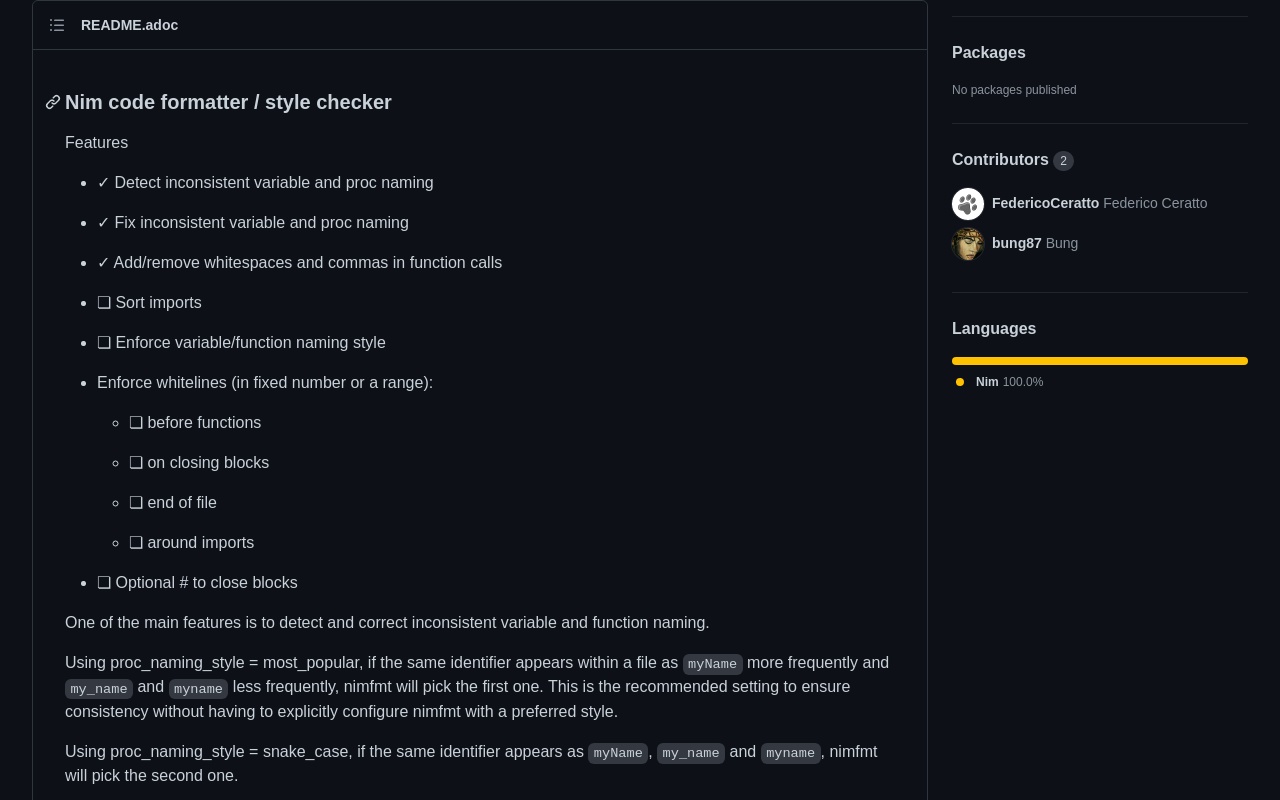 README.adoc
Nim code formatter / style checker
Features
• ✓ Detect inconsistent variable and proc naming
• ✓ Fix inconsistent variable and proc naming
• ✓ Add/remove whitespaces and commas in function calls
• ❏ Sort imports
• ❏ Enforce variable/function naming style
• Enforce whitelines (in fixed number or a range):
◦ ❏ before functions
◦ ❏ on closing blocks
◦ ❏ end of file
◦ ❏ around imports
• ❏ Optional # to close blocks
One of the main features is to detect and correct inconsistent variable and function naming.
Using proc_naming_style = most_popular, if the same identifier appears within a file as myName more frequently and
my_name and myname less frequently, nimfmt will pick the first one. This is the recommended setting to ensure
consistency without having to explicitly configure nimfmt with a preferred style.
Using proc_naming_style = snake_case, if the same identifier appears as myName, my_name and myname, nimfmt
will pick the second one.
Packages
No packages published
Contributors 2
FedericoCeratto Federico Ceratto
bung87 Bung
Languages
Nim 100.0%